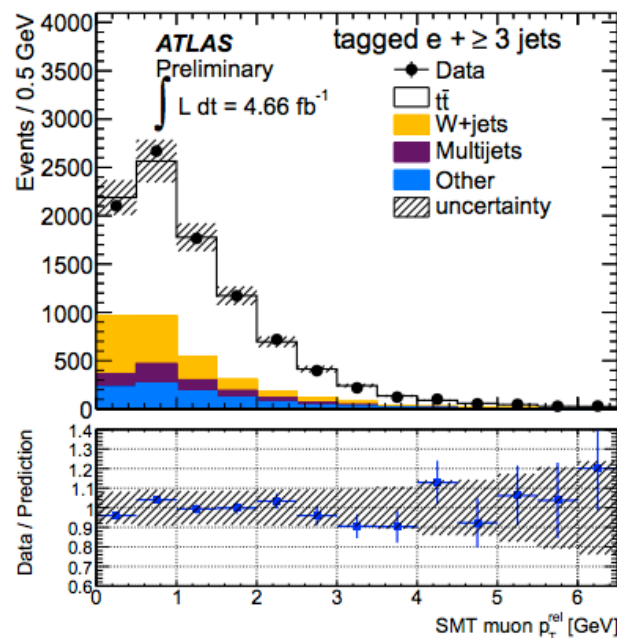 ATLAS
Preliminary
∫ L dt = 4.66 fb⁻¹
tagged e + ≥ 3 jets
Data
tt̄
W+jets
Multijets
Other
uncertainty
Events / 0.5 GeV
4000
3500
3000
2500
2000
1500
1000
500
0
Data / Prediction
1.4
1.3
1.2
1.1
1
0.9
0.8
0.7
0.6
0 1 2 3 4 5 6
SMT muon p_T^rel [GeV]